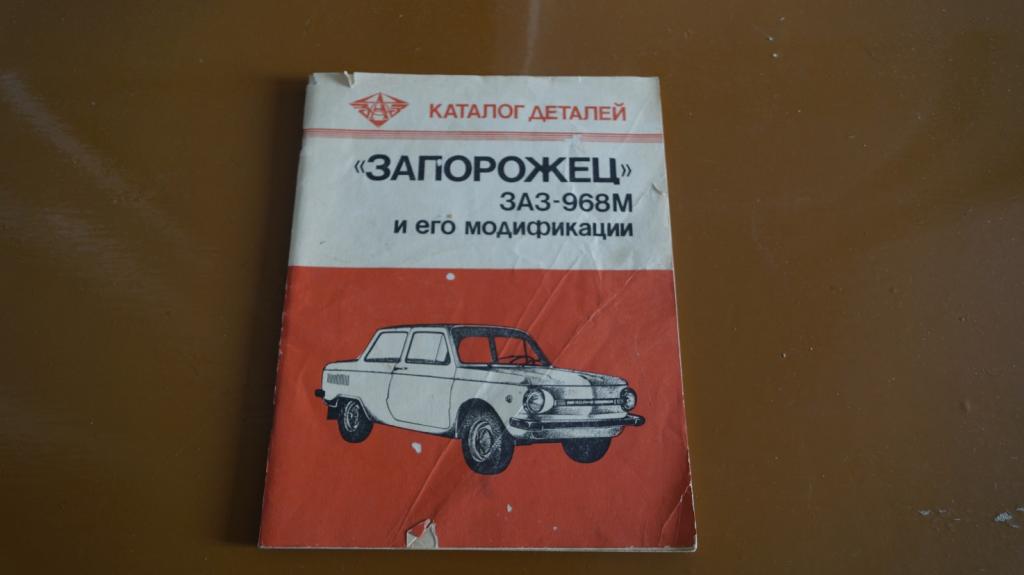 КАТАЛОГ ДЕТАЛЕЙ
«ЗАПОРОЖЕЦ»
ЗАЗ-968М
и его модификации